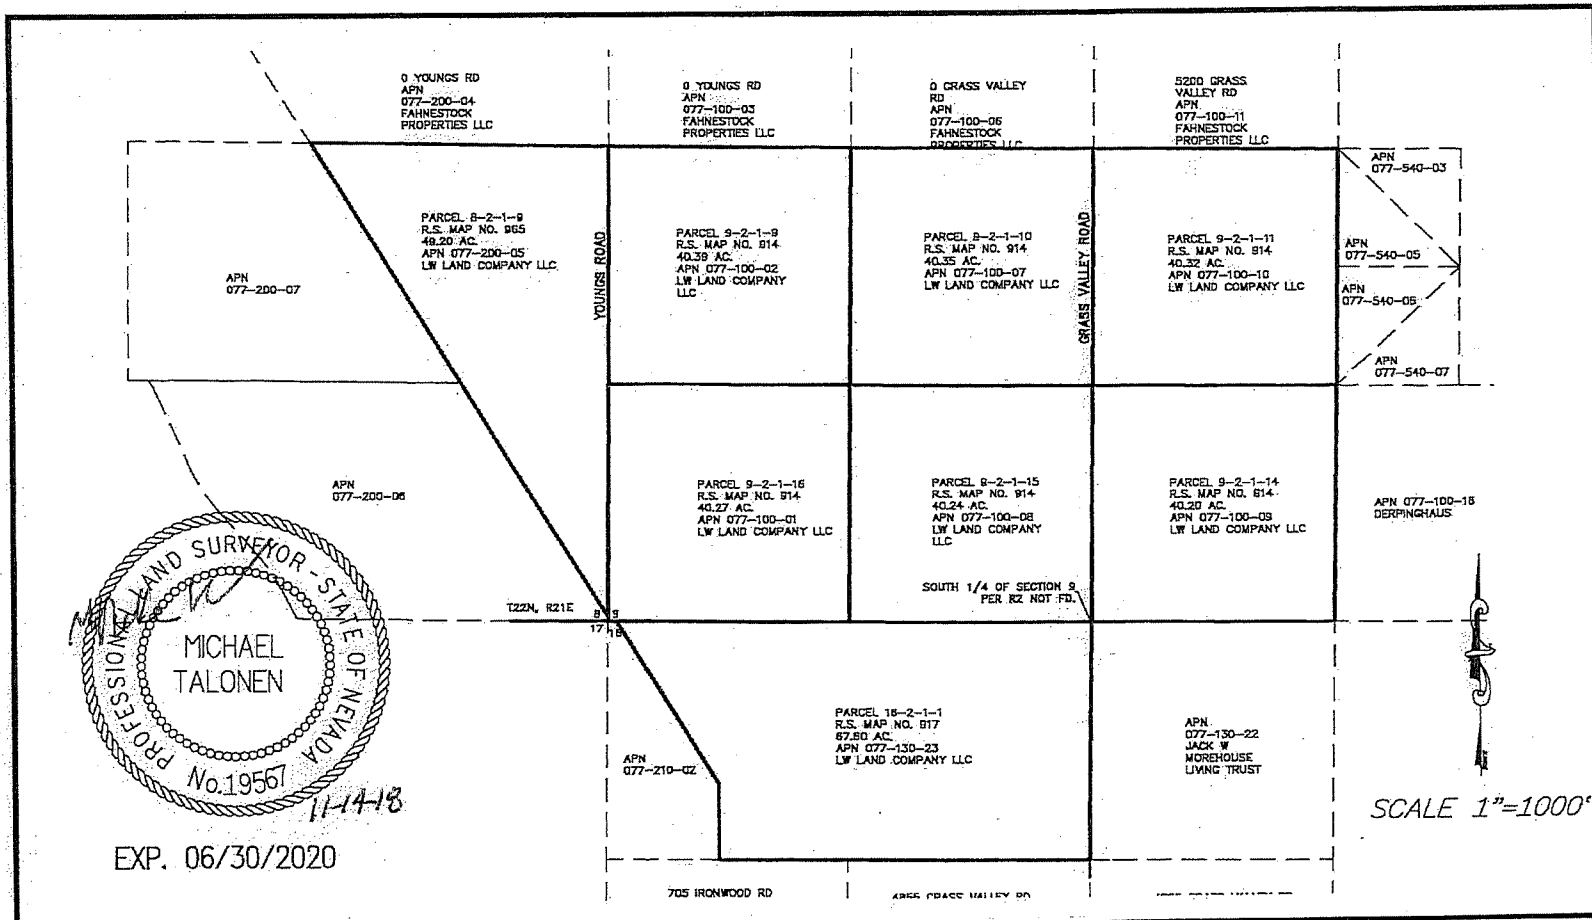 0 YOUNGS RD
APN
077-200-04
FAHNESTOCK
PROPERTIES LLC
0 YOUNGS RD
APN
077-100-03
FAHNESTOCK
PROPERTIES LLC
0 GRASS VALLEY
RD
APN
077-100-06
FAHNESTOCK
PROPERTIES LLC
5200 GRASS
VALLEY RD
APN
077-100-11
FAHNESTOCK
PROPERTIES LLC
APN
077-540-03
APN
077-540-05
APN
077-540-06
APN
077-540-07
APN
077-200-07
PARCEL 8-2-1-9
R.S. MAP NO. 965
49.20 AC.
APN 077-200-05
LW LAND COMPANY LLC
YOUNGS ROAD
PARCEL 9-2-1-9
R.S. MAP NO. 914
40.39 AC.
APN 077-100-02
LW LAND COMPANY
LLC
PARCEL 9-2-1-10
R.S. MAP NO. 914
40.35 AC.
APN 077-100-07
LW LAND COMPANY LLC
GRASS VALLEY ROAD
PARCEL 9-2-1-11
R.S. MAP NO. 914
40.32 AC.
APN 077-100-10
LW LAND COMPANY LLC
APN
077-200-06
PARCEL 9-2-1-16
R.S. MAP NO. 914
40.27 AC.
APN 077-100-01
LW LAND COMPANY LLC
PARCEL 9-2-1-15
R.S. MAP NO. 914
40.24 AC.
APN 077-100-08
LW LAND COMPANY
LLC
PARCEL 9-2-1-14
R.S. MAP NO. 914
40.20 AC.
APN 077-100-09
LW LAND COMPANY LLC
APN 077-100-16
DERPINGHAUS
SOUTH 1/4 OF SECTION 9
PER R2 NOT FD.
T22N, R21E
8 9
17 16
PROFESSIONAL LAND SURVEYOR - STATE OF NEVADA
MICHAEL
TALONEN
No. 19567
11-14-18
EXP. 06/30/2020
APN
077-210-02
PARCEL 16-2-1-1
R.S. MAP NO. 917
67.80 AC.
APN 077-130-23
LW LAND COMPANY LLC
APN
077-130-22
JACK W
MOREHOUSE
LIVING TRUST
SCALE 1"=1000'
705 IRONWOOD RD
4955 GRASS VALLEY RD